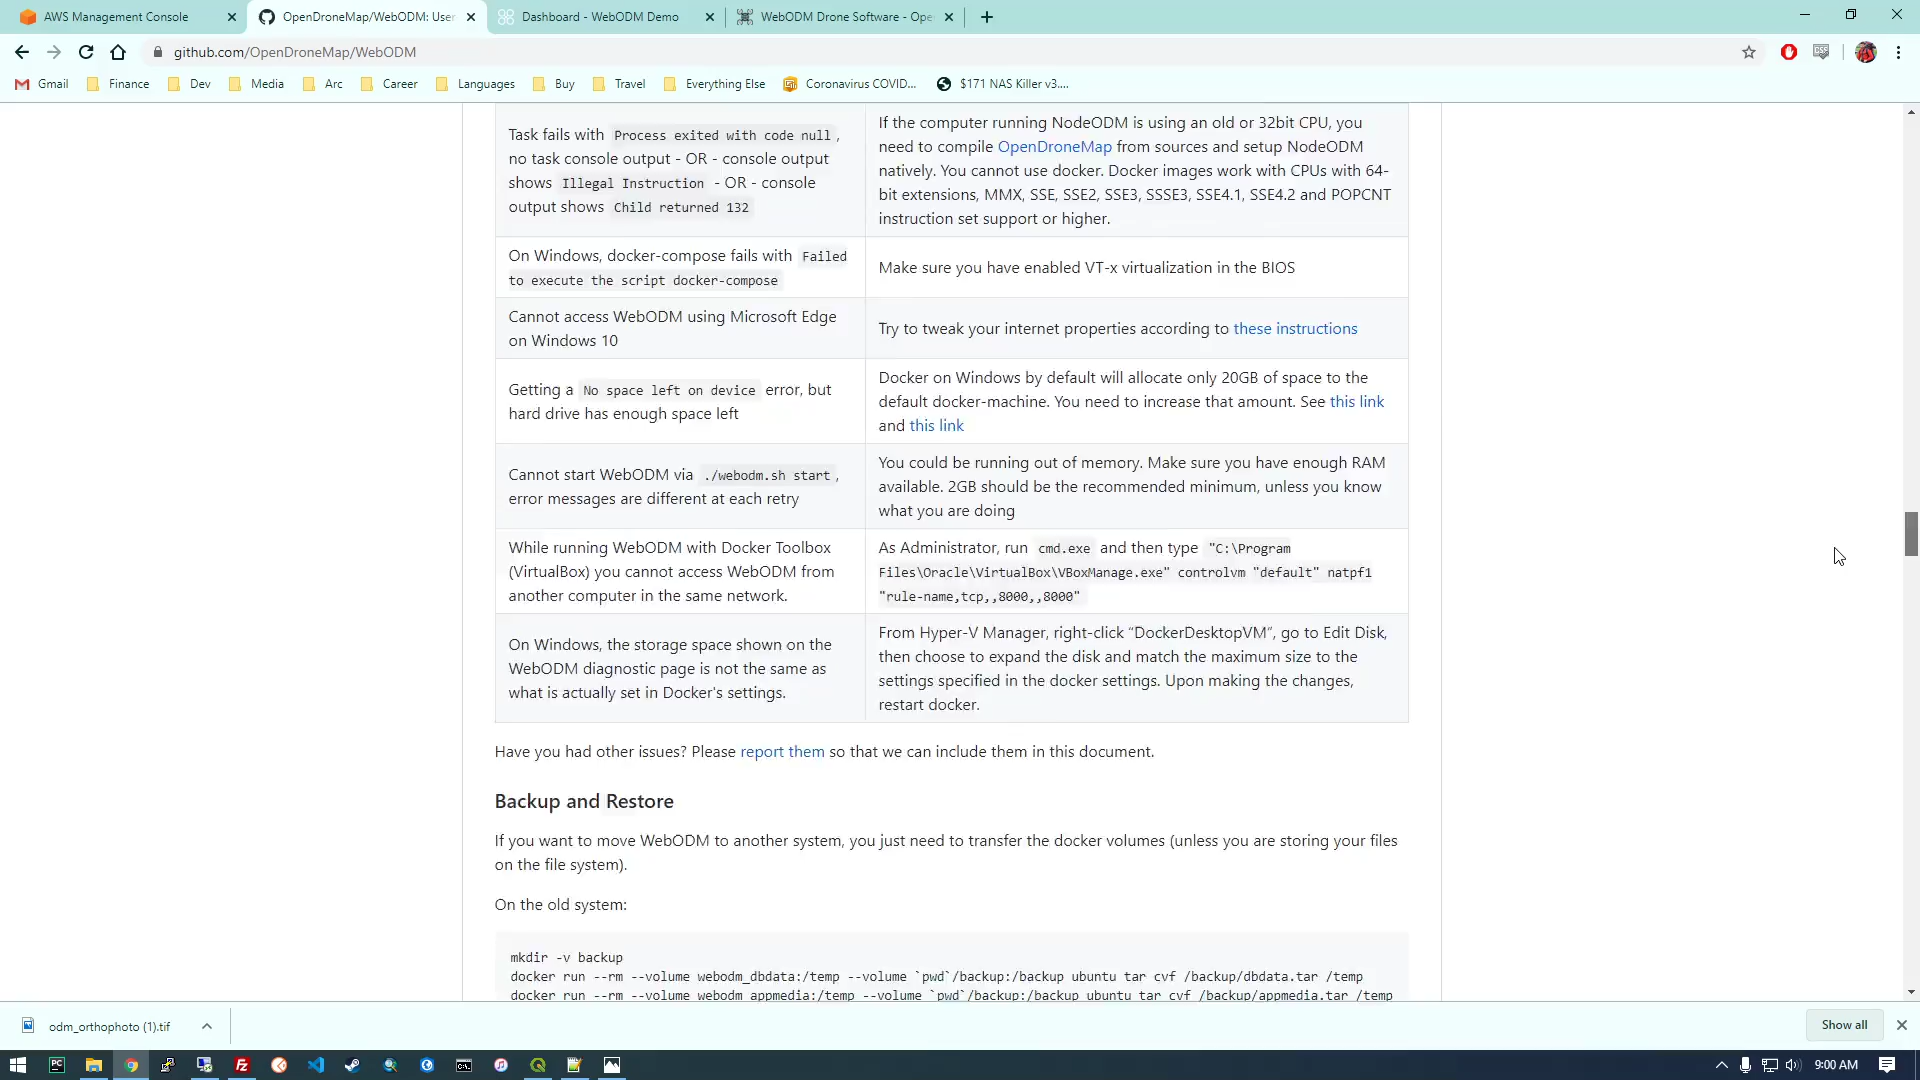 AWS Management Console
OpenDroneMap/WebODM: User
Dashboard - WebODM Demo
WebODM Drone Software - Ope
github.com/OpenDroneMap/WebODM
Gmail
Finance
Dev
Media
Arc
Career
Languages
Buy
Travel
Everything Else
Coronavirus COVID...
$171 NAS Killer v3....
Task fails with Process exited with code null ,
no task console output - OR - console output
shows Illegal Instruction - OR - console
output shows Child returned 132
If the computer running NodeODM is using an old or 32bit CPU, you
need to compile OpenDroneMap from sources and setup NodeODM
natively. You cannot use docker. Docker images work with CPUs with 64-
bit extensions, MMX, SSE, SSE2, SSE3, SSSE3, SSE4.1, SSE4.2 and POPCNT
instruction set support or higher.
On Windows, docker-compose fails with Failed
to execute the script docker-compose
Make sure you have enabled VT-x virtualization in the BIOS
Cannot access WebODM using Microsoft Edge
on Windows 10
Try to tweak your internet properties according to these instructions
Getting a No space left on device error, but
hard drive has enough space left
Docker on Windows by default will allocate only 20GB of space to the
default docker-machine. You need to increase that amount. See this link
and this link
Cannot start WebODM via ./webodm.sh start ,
error messages are different at each retry
You could be running out of memory. Make sure you have enough RAM
available. 2GB should be the recommended minimum, unless you know
what you are doing
While running WebODM with Docker Toolbox
(VirtualBox) you cannot access WebODM from
another computer in the same network.
As Administrator, run cmd.exe and then type "C:\Program
Files\Oracle\VirtualBox\VBoxManage.exe" controlvm "default" natpf1
"rule-name,tcp,,8000,,8000"
On Windows, the storage space shown on the
WebODM diagnostic page is not the same as
what is actually set in Docker's settings.
From Hyper-V Manager, right-click “DockerDesktopVM”, go to Edit Disk,
then choose to expand the disk and match the maximum size to the
settings specified in the docker settings. Upon making the changes,
restart docker.
Have you had other issues? Please report them so that we can include them in this document.
Backup and Restore
If you want to move WebODM to another system, you just need to transfer the docker volumes (unless you are storing your files
on the file system).
On the old system:
mkdir -v backup
docker run --rm --volume webodm_dbdata:/temp --volume `pwd`/backup:/backup ubuntu tar cvf /backup/dbdata.tar /temp
docker run --rm --volume webodm_appmedia:/temp --volume `pwd`/backup:/backup ubuntu tar cvf /backup/appmedia.tar /temp
odm_orthophoto (1).tif
Show all
9:00 AM